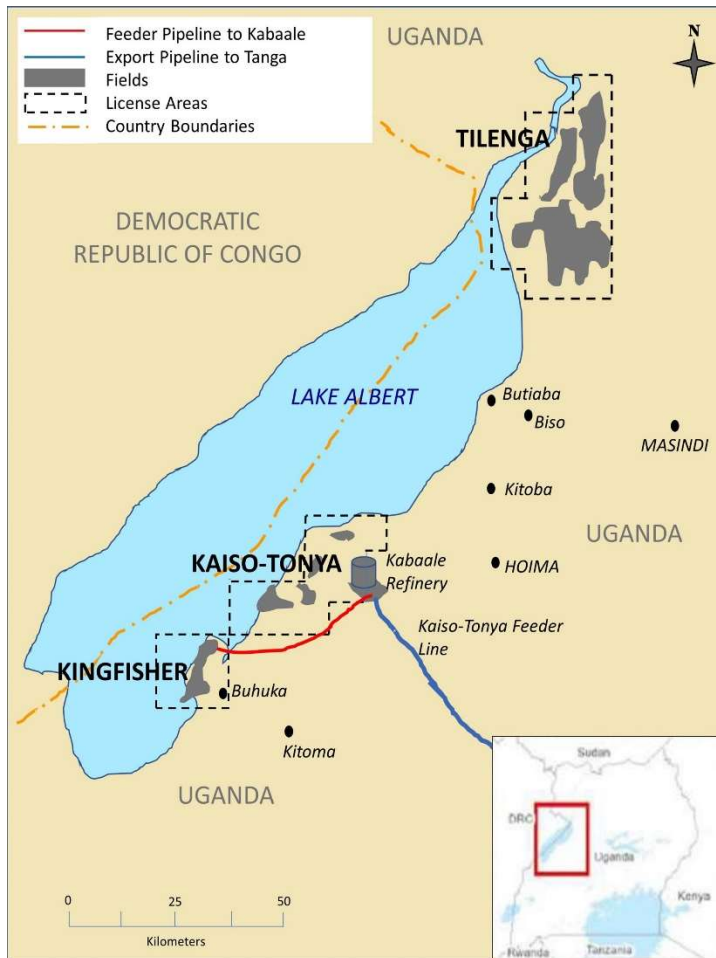 Feeder Pipeline to Kabaale
Export Pipeline to Tanga
Fields
License Areas
Country Boundaries
UGANDA
N
TILENGA
DEMOCRATIC
REPUBLIC OF CONGO
LAKE ALBERT
Butiaba
Biso
MASINDI
Kitoba
UGANDA
KAISO-TONYA
Kabaale
Refinery
HOIMA
Kaiso-Tonya Feeder
Line
KINGFISHER
Buhuka
Kitoma
UGANDA
0 25 50
Kilometers
Sudan
DRC
Uganda
Kenya
Rwanda
Tanzania